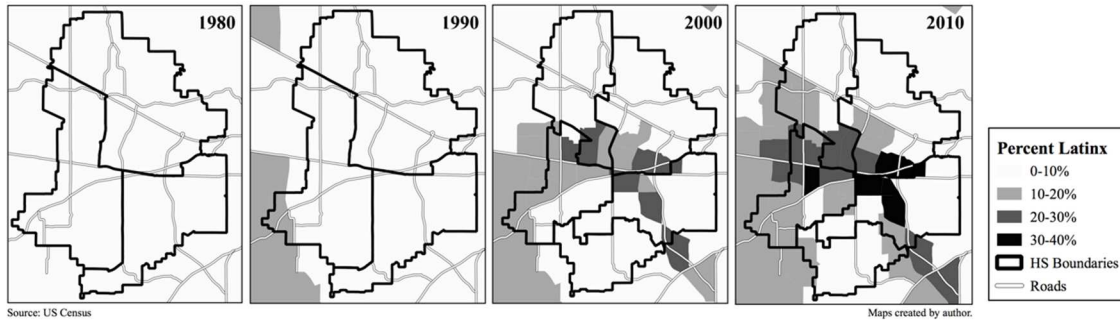 1980
1990
2000
2010
Percent Latinx
0-10%
10-20%
20-30%
30-40%
HS Boundaries
Roads
Source: US Census
Maps created by author.